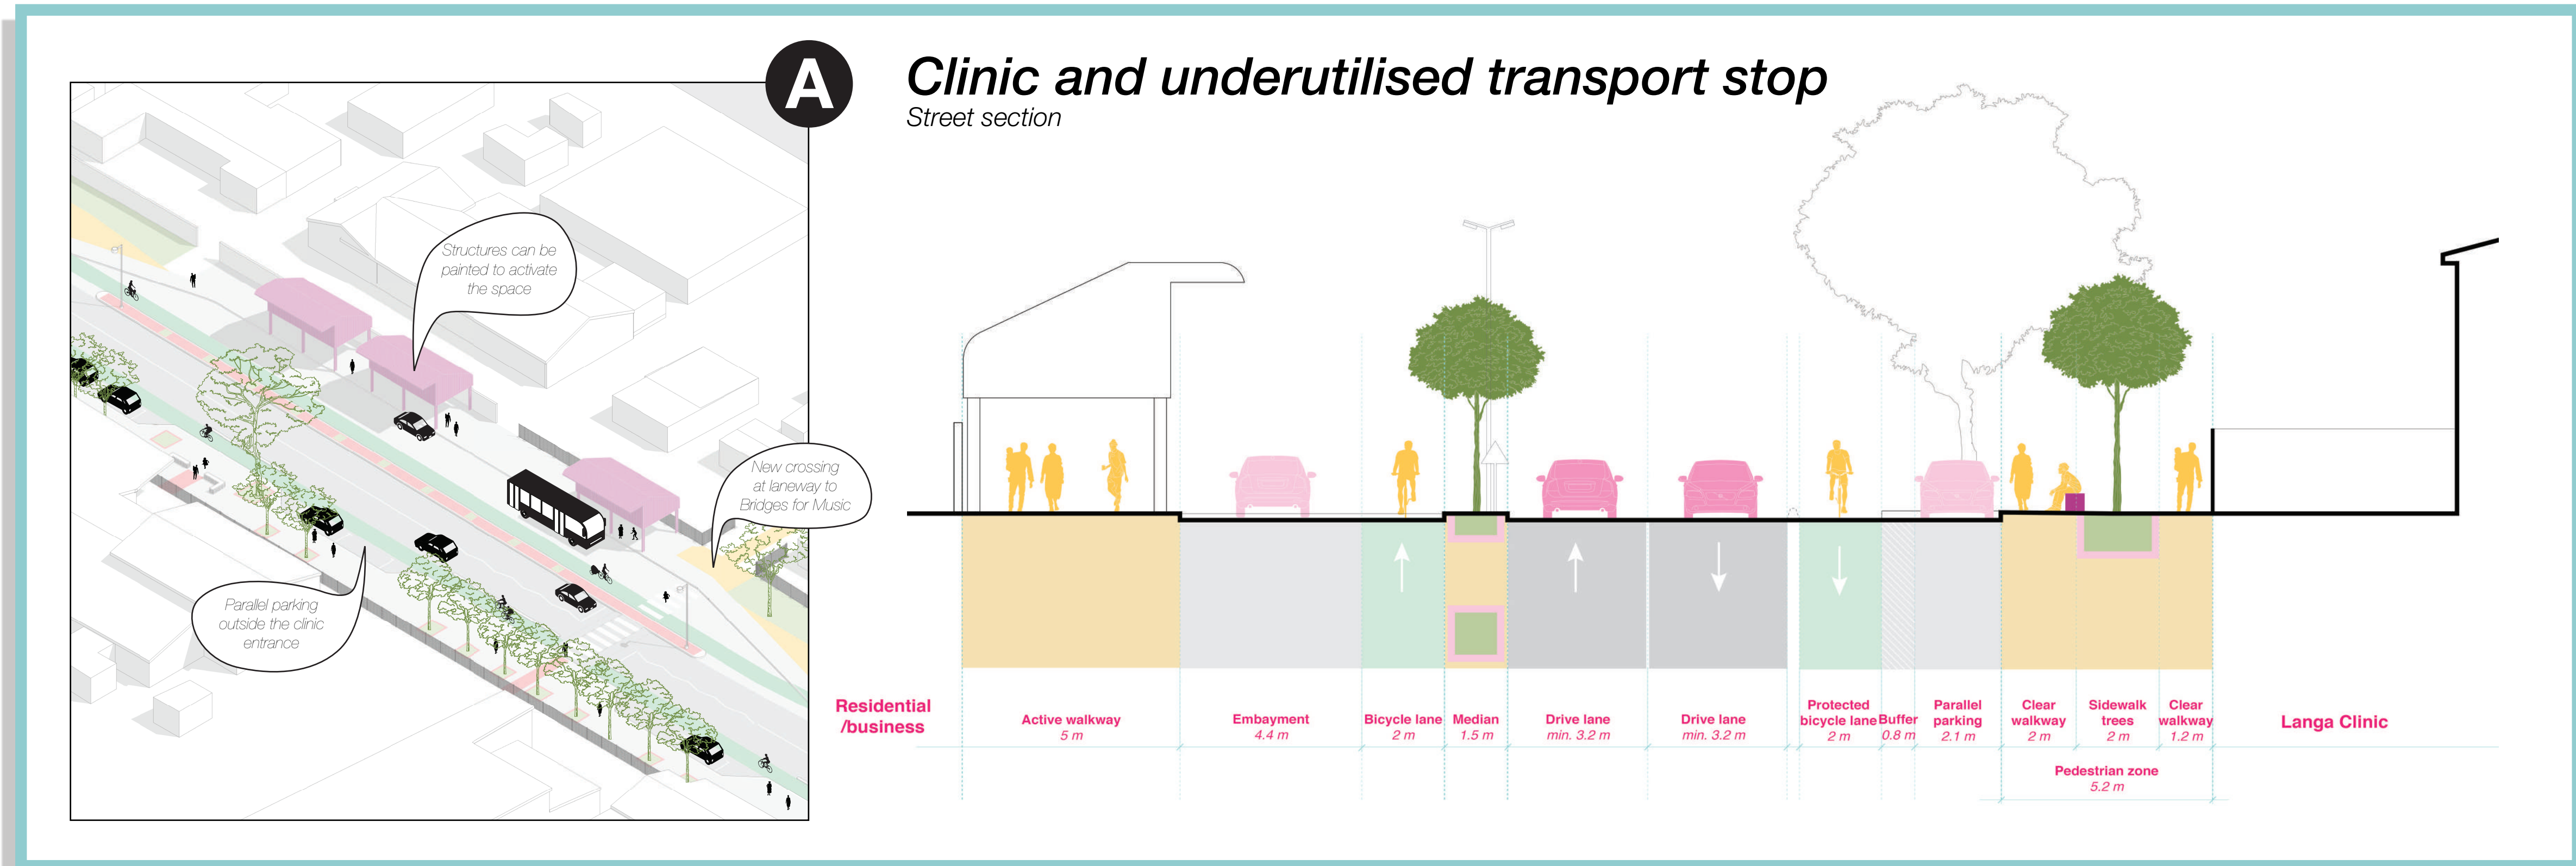 A
Clinic and underutilised transport stop
Street section
Structures can be
painted to activate
the space
New crossing
at laneway to
Bridges for Music
Parallel parking
outside the clinic
entrance
Residential
/business
Active walkway
5 m
Embayment
4.4 m
Bicycle lane
2 m
Median
1.5 m
Drive lane
min. 3.2 m
Drive lane
min. 3.2 m
Protected
bicycle lane
2 m
Buffer
0.8 m
Parallel
parking
2.1 m
Clear
walkway
2 m
Sidewalk
trees
2 m
Clear
walkway
1.2 m
Langa Clinic
Pedestrian zone
5.2 m